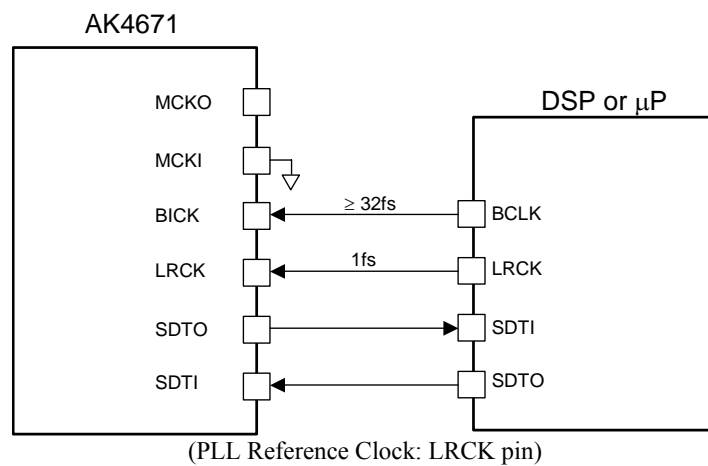 AK4671
DSP or μP
MCKO
MCKI
BICK
≥ 32fs
BCLK
LRCK
1fs
LRCK
SDTO
SDTI
SDTI
SDTO
(PLL Reference Clock: LRCK pin)